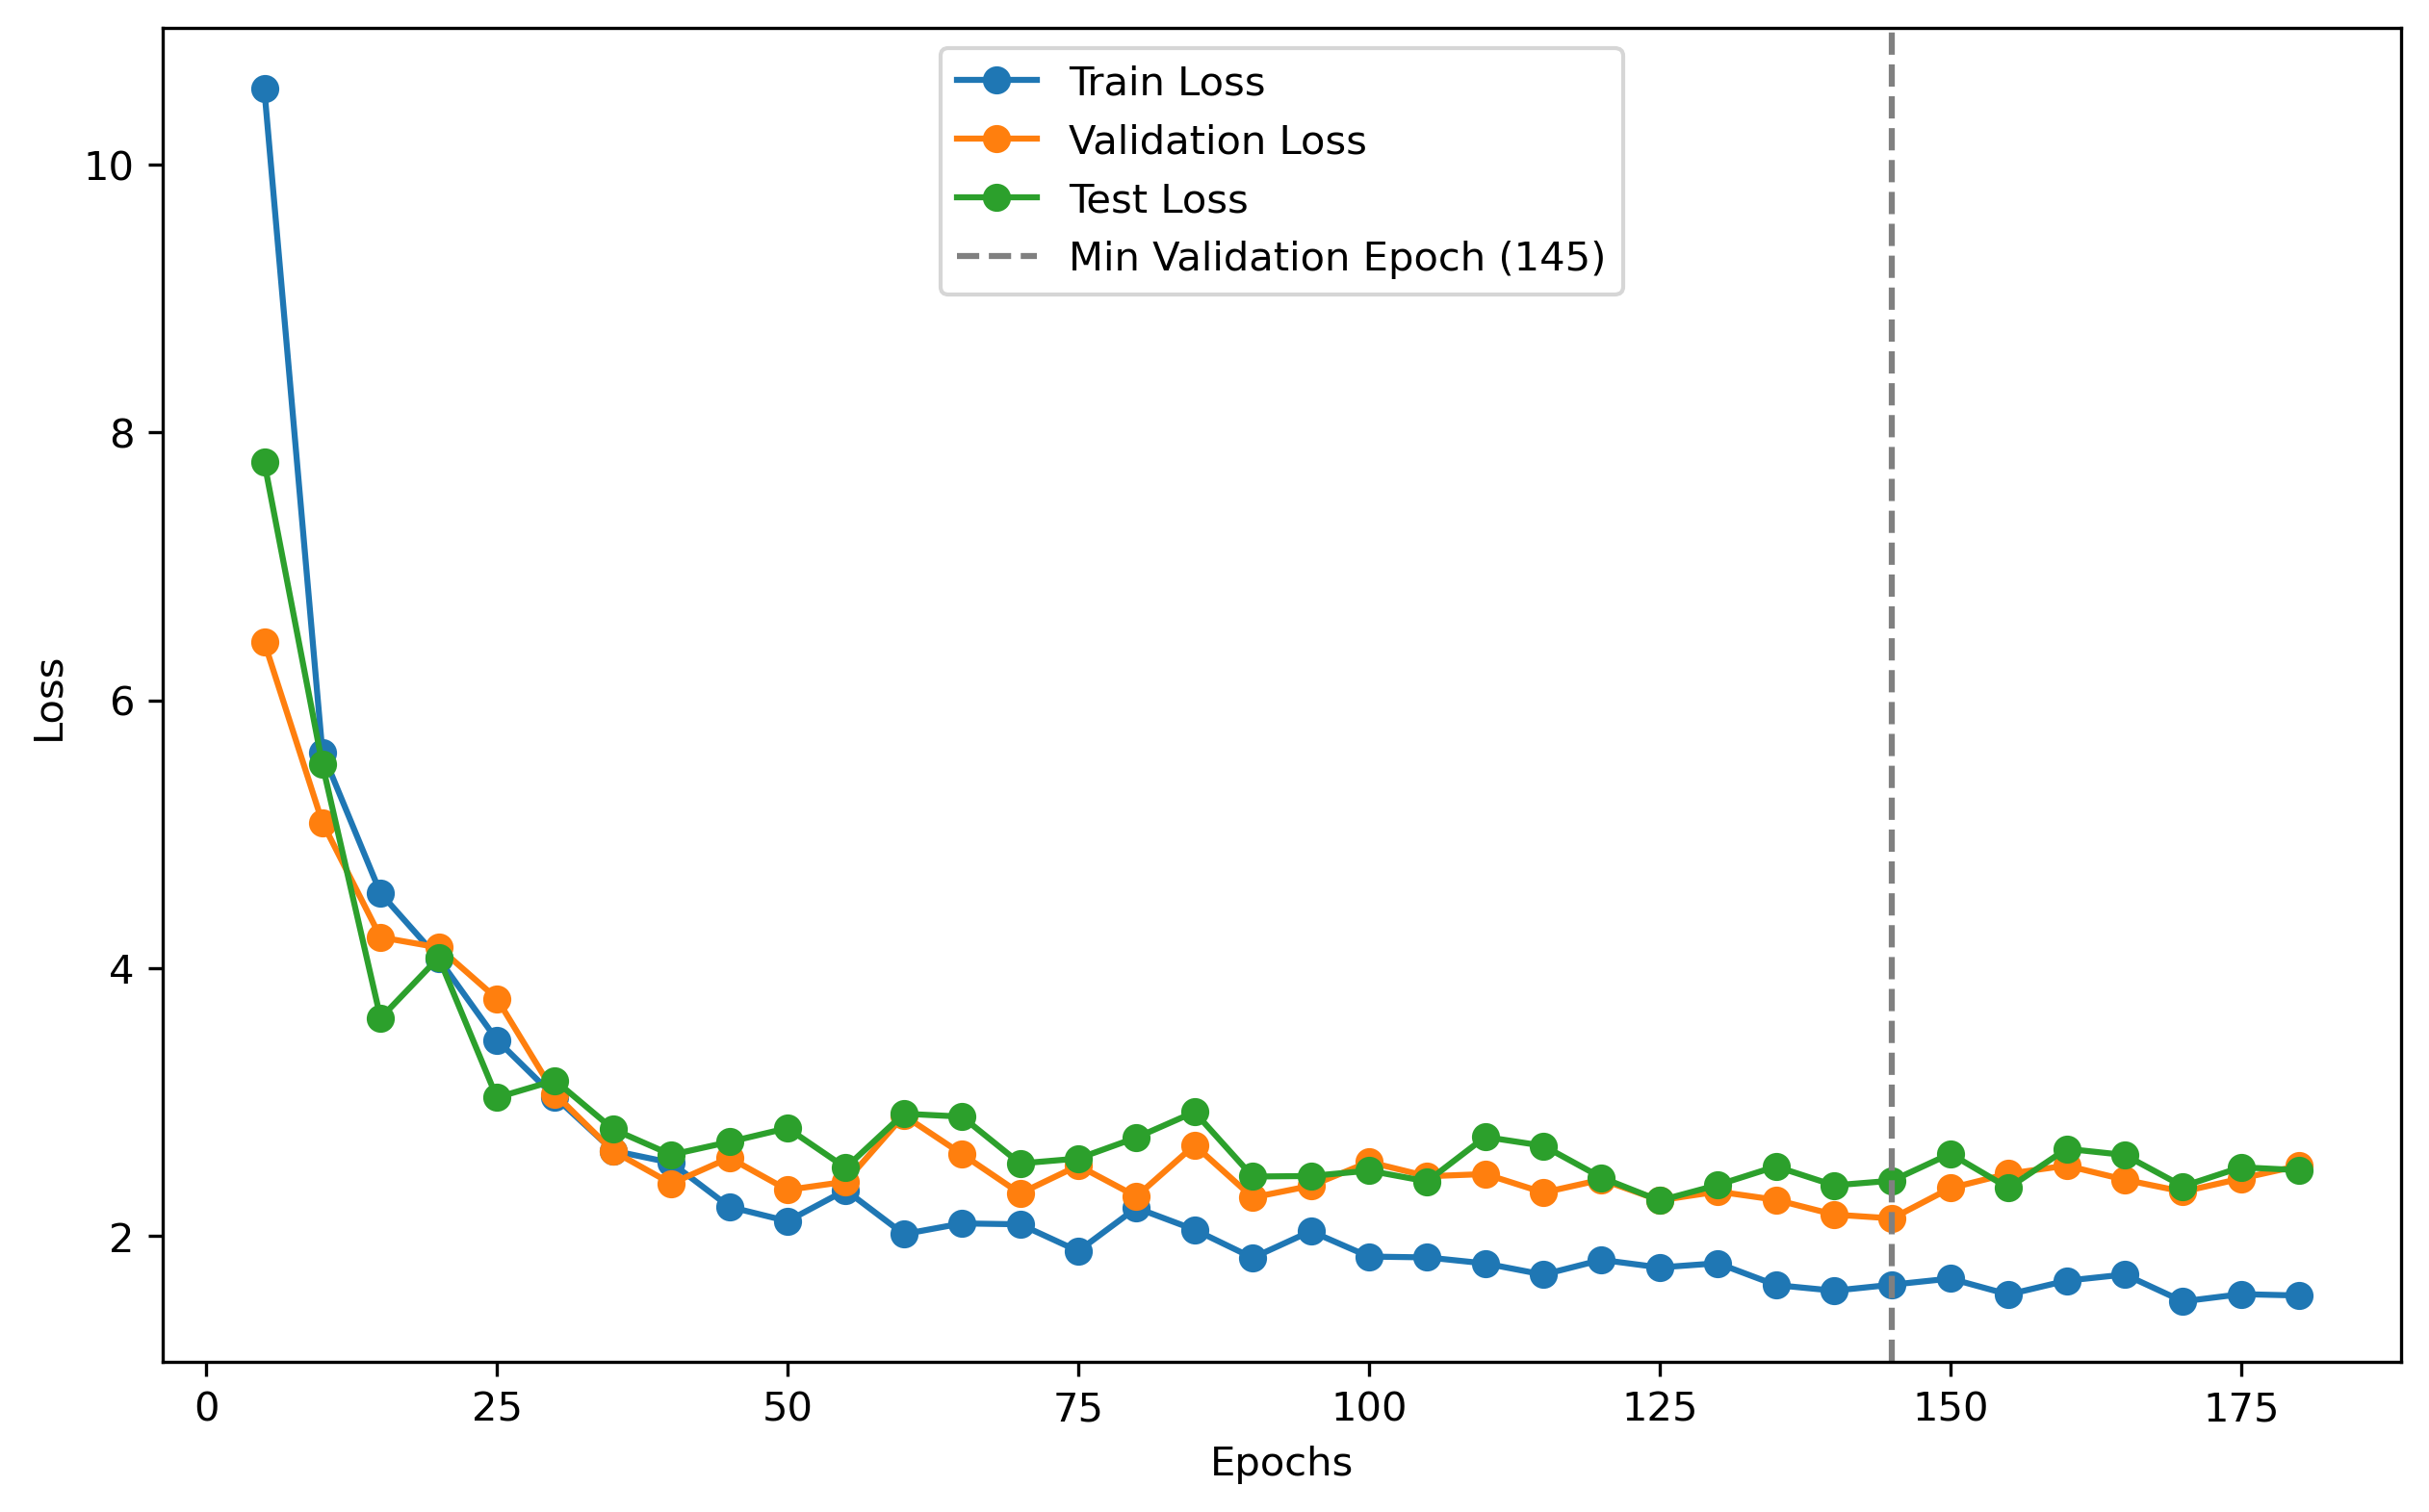 Train Loss
Validation Loss
Test Loss
Min Validation Epoch (145)
10
8
6
4
2
Loss
0 25 50 75 100 125 150 175
Epochs